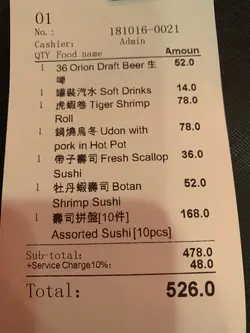 01
No.: 181016-0021
Cashier: Admin
QTY Food name Amoun
1 36 Orion Draft Beer 生 52.0
啤
1 罐裝汽水 Soft Drinks 14.0
1 虎蝦卷 Tiger Shrimp 78.0
Roll
1 鍋燒烏冬 Udon with 78.0
pork in Hot Pot
1 帶子壽司 Fresh Scallop 36.0
Sushi
1 牡丹蝦壽司 Botan 52.0
Shrimp Sushi
1 壽司拼盤[10件] 168.0
Assorted Sushi [10pcs]
Sub-total: 478.0
+Service Charge10%: 48.0
Total: 526.0